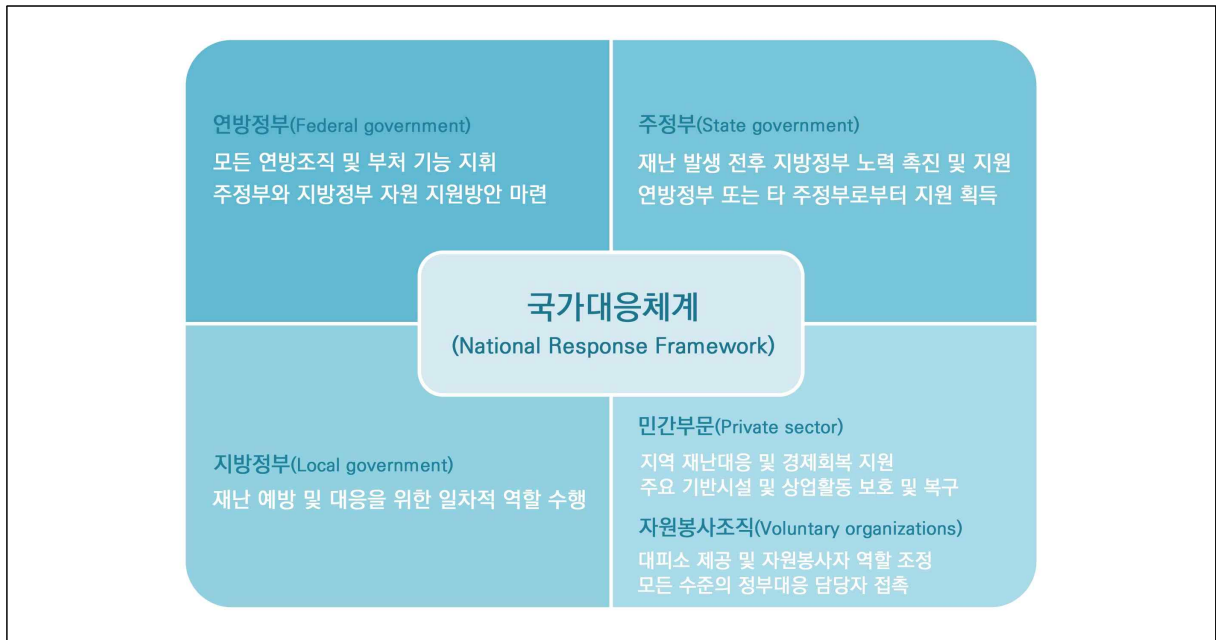 연방정부(Federal government)
모든 연방조직 및 부처 기능 지휘
주정부와 지방정부 자원 지원방안 마련
주정부(State government)
재난 발생 전후 지방정부 노력 촉진 및 지원
연방정부 또는 타 주정부로부터 지원 획득
국가대응체계
(National Response Framework)
지방정부(Local government)
재난 예방 및 대응을 위한 일차적 역할 수행
민간부문(Private sector)
지역 재난대응 및 경제회복 지원
주요 기반시설 및 상업활동 보호 및 복구
자원봉사조직(Voluntary organizations)
대피소 제공 및 자원봉사자 역할 조정
모든 수준의 정부대응 담당자 접촉